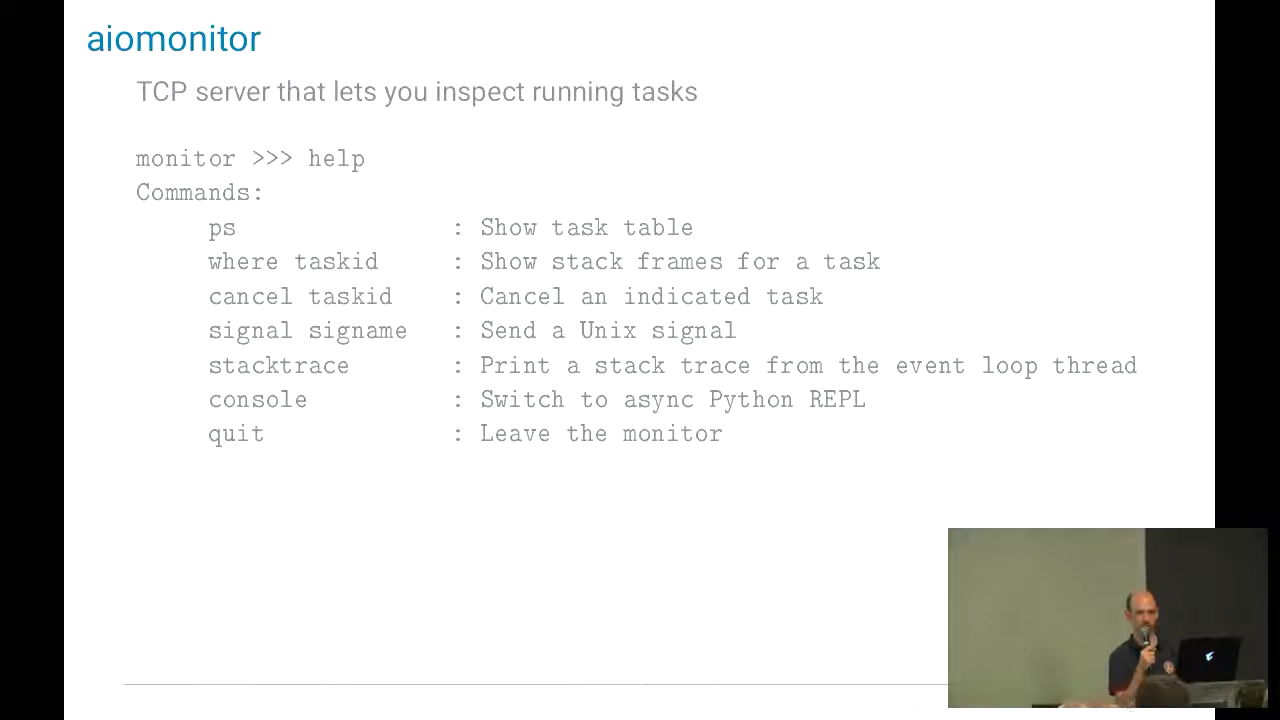 aiomonitor
TCP server that lets you inspect running tasks
monitor >>> help
Commands:
ps : Show task table
where taskid : Show stack frames for a task
cancel taskid : Cancel an indicated task
signal signame : Send a Unix signal
stacktrace : Print a stack trace from the event loop thread
console : Switch to async Python REPL
quit : Leave the monitor